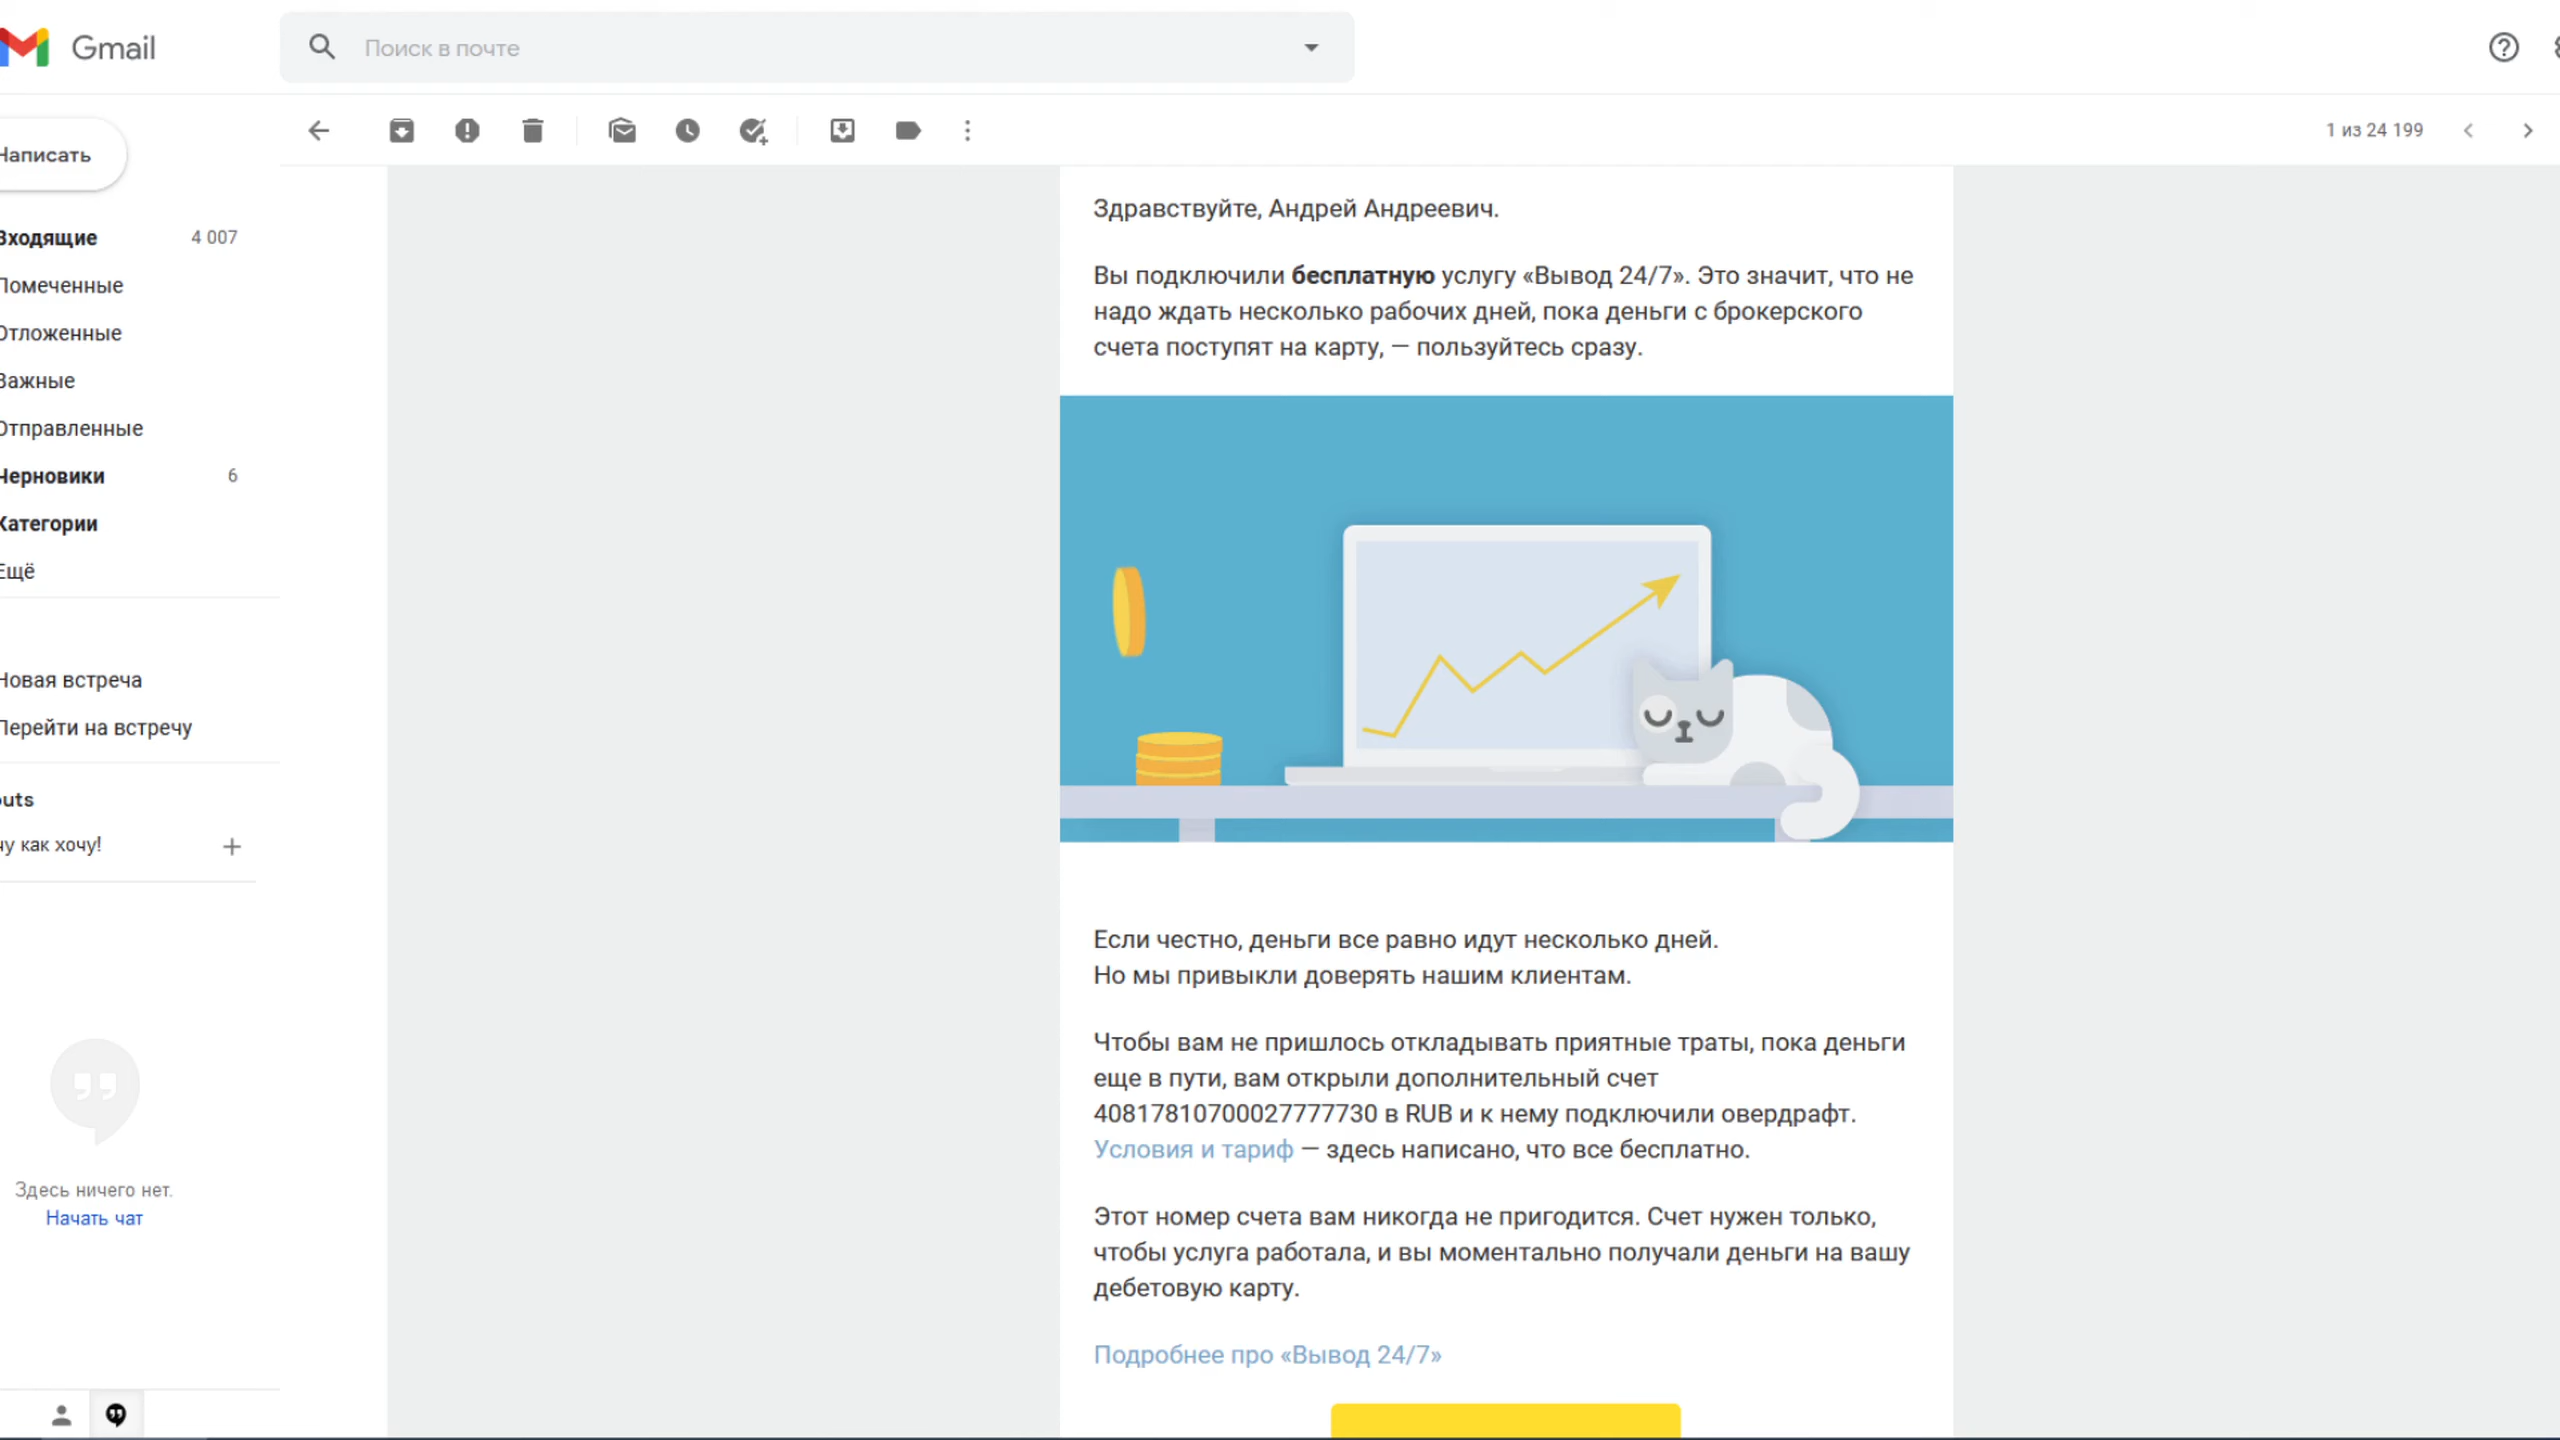 Gmail
Поиск в почте
1 из 24 199
Написать
Входящие 4 007
Помеченные
Отложенные
Важные
Отправленные
Черновики 6
Категории
Ещё
Новая встреча
Перейти на встречу
outs
чу как хочу!
Здесь ничего нет.
Начать чат
Здравствуйте, Андрей Андреевич.
Вы подключили бесплатную услугу «Вывод 24/7». Это значит, что не
надо ждать несколько рабочих дней, пока деньги с брокерского
счета поступят на карту, — пользуйтесь сразу.
Если честно, деньги все равно идут несколько дней.
Но мы привыкли доверять нашим клиентам.
Чтобы вам не пришлось откладывать приятные траты, пока деньги
еще в пути, вам открыли дополнительный счет
40817810700027777730 в RUB и к нему подключили овердрафт.
Условия и тариф — здесь написано, что все бесплатно.
Этот номер счета вам никогда не пригодится. Счет нужен только,
чтобы услуга работала, и вы моментально получали деньги на вашу
дебетовую карту.
Подробнее про «Вывод 24/7»